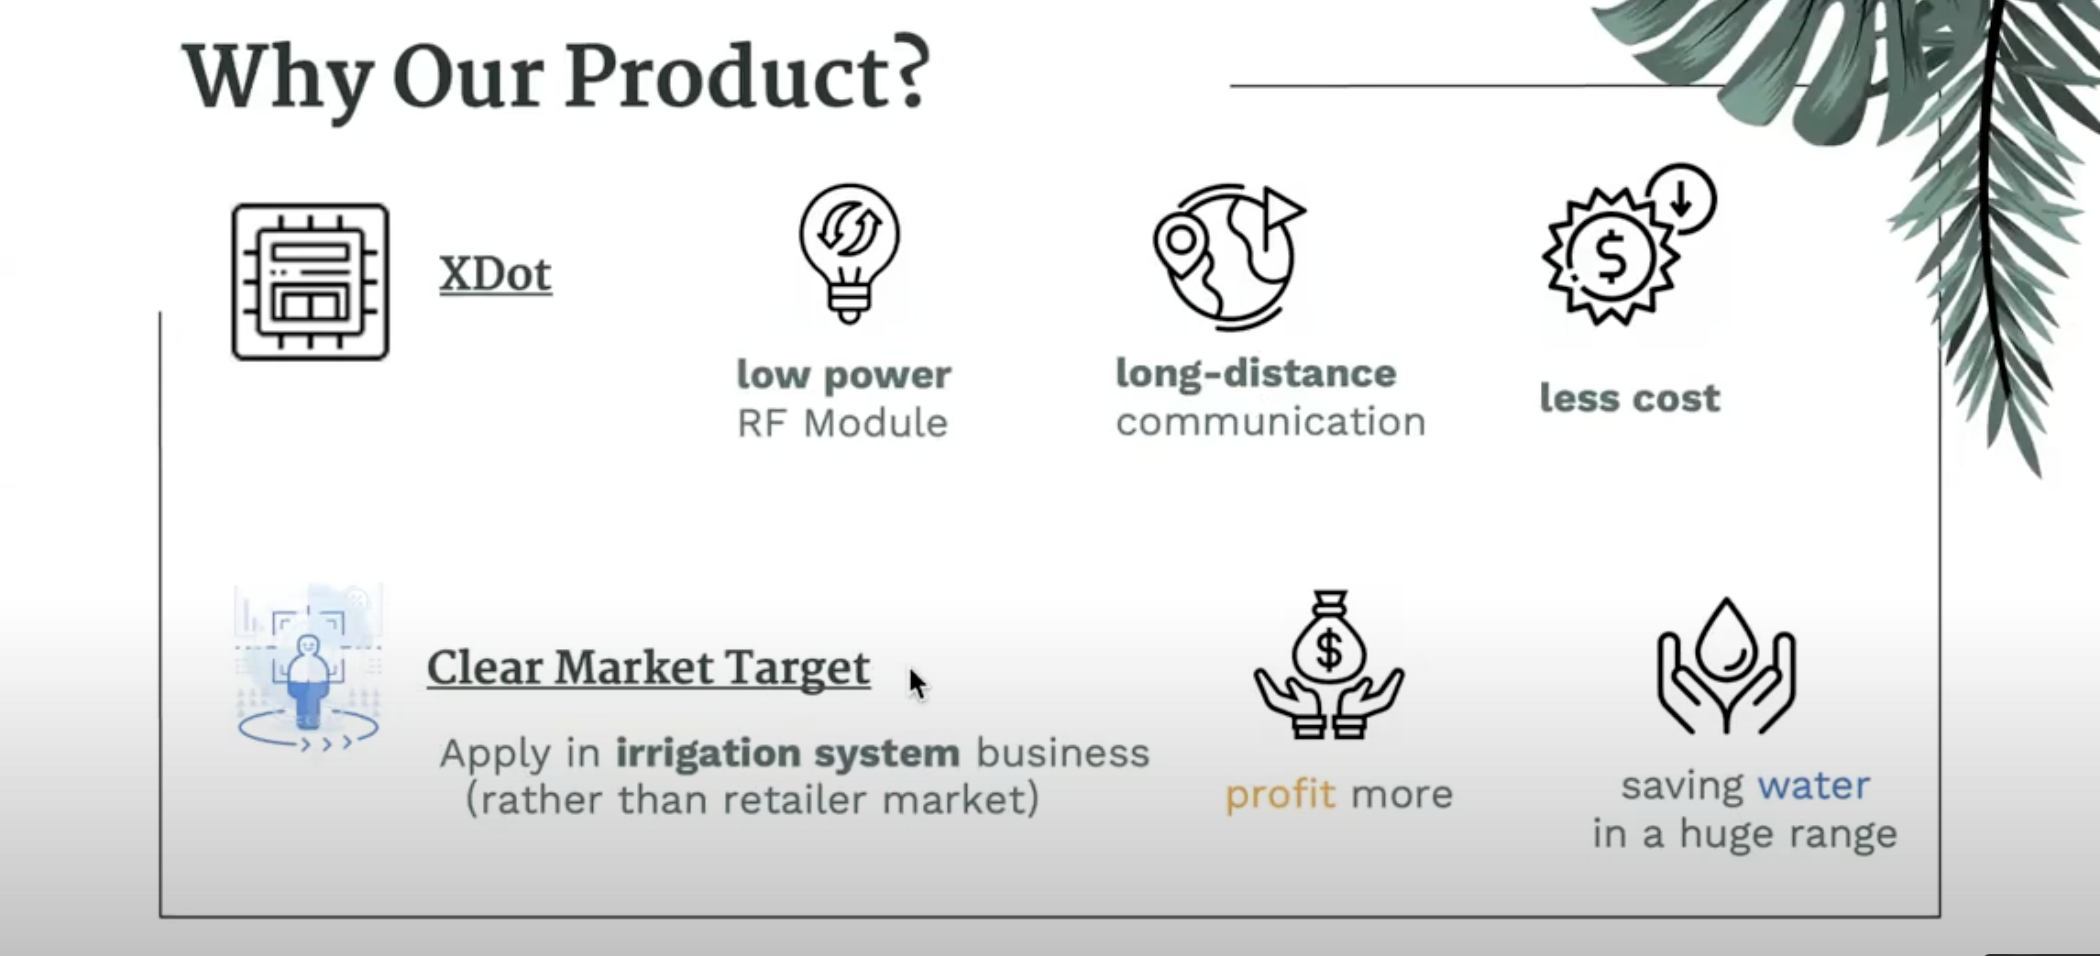 Why Our Product?
XDot
low power
RF Module
long-distance
communication
less cost
Clear Market Target
Apply in irrigation system business
(rather than retailer market)
profit more
saving water
in a huge range